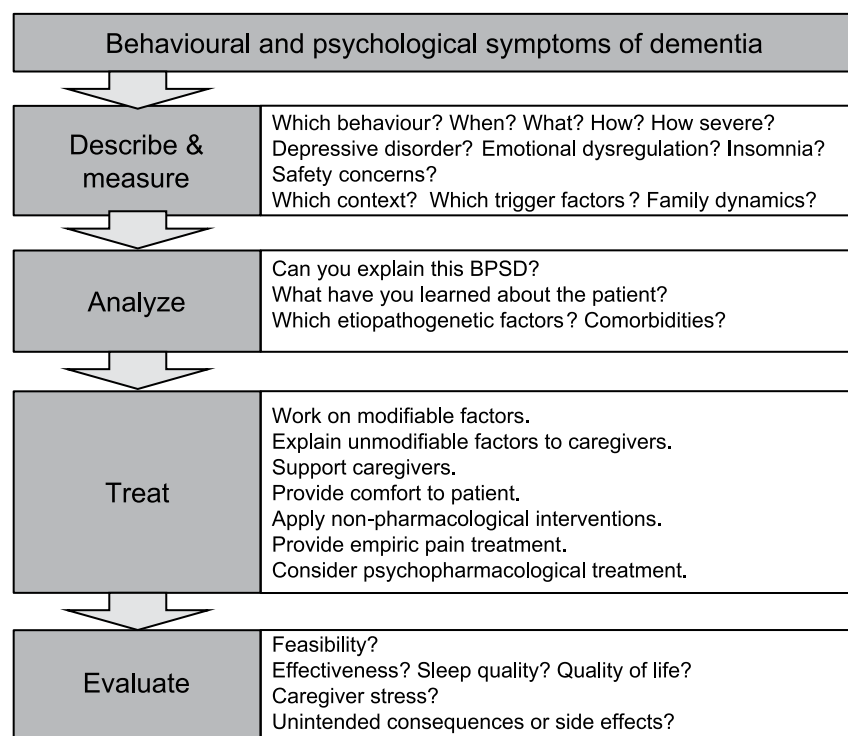 Behavioural and psychological symptoms of dementia
Describe &
measure
Which behaviour? When? What? How? How severe?
Depressive disorder? Emotional dysregulation? Insomnia?
Safety concerns?
Which context? Which trigger factors? Family dynamics?
Analyze
Can you explain this BPSD?
What have you learned about the patient?
Which etiopathogenetic factors? Comorbidities?
Treat
Work on modifiable factors.
Explain unmodifiable factors to caregivers.
Support caregivers.
Provide comfort to patient.
Apply non-pharmacological interventions.
Provide empiric pain treatment.
Consider psychopharmacological treatment.
Evaluate
Feasibility?
Effectiveness? Sleep quality? Quality of life?
Caregiver stress?
Unintended consequences or side effects?